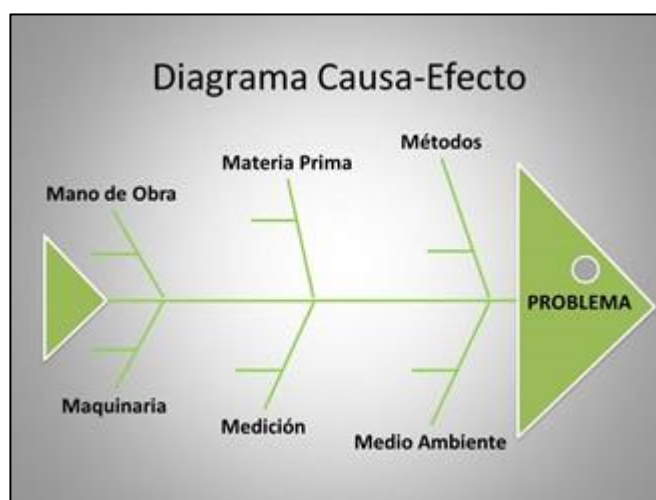 Diagrama Causa-Efecto
Métodos
Materia Prima
Mano de Obra
PROBLEMA
Maquinaria
Medición
Medio Ambiente